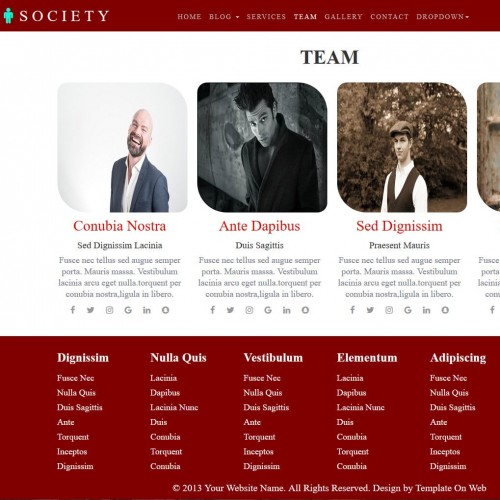 SOCIETY
HOME BLOG SERVICES TEAM GALLERY CONTACT DROPDOWN
TEAM
Conubia Nostra
Sed Dignissim Lacinia
Fusce nec tellus sed augue semper
porta. Mauris massa. Vestibulum
lacinia arcu eget nulla.torquent per
conubia nostra,ligula in libero.
Ante Dapibus
Duis Sagittis
Fusce nec tellus sed augue semper
porta. Mauris massa. Vestibulum
lacinia arcu eget nulla.torquent per
conubia nostra,ligula in libero.
Sed Dignissim
Praesent Mauris
Fusce nec tellus sed augue semper
porta. Mauris massa. Vestibulum
lacinia arcu eget nulla.torquent per
conubia nostra,ligula in libero.
Dignissim
Fusce Nec
Nulla Quis
Duis Sagittis
Ante
Torquent
Inceptos
Dignissim
Nulla Quis
Lacinia
Dapibus
Lacinia Nunc
Duis
Conubia
Torquent
Conubia
Vestibulum
Fusce Nec
Nulla Quis
Duis Sagittis
Ante
Torquent
Inceptos
Dignissim
Elementum
Lacinia
Dapibus
Lacinia Nunc
Duis
Conubia
Torquent
Conubia
Adipiscing
Fusce Nec
Nulla Quis
Duis Sagittis
Ante
Torquent
Inceptos
Dignissim
© 2013 Your Website Name. All Rights Reserved. Design by Template On Web